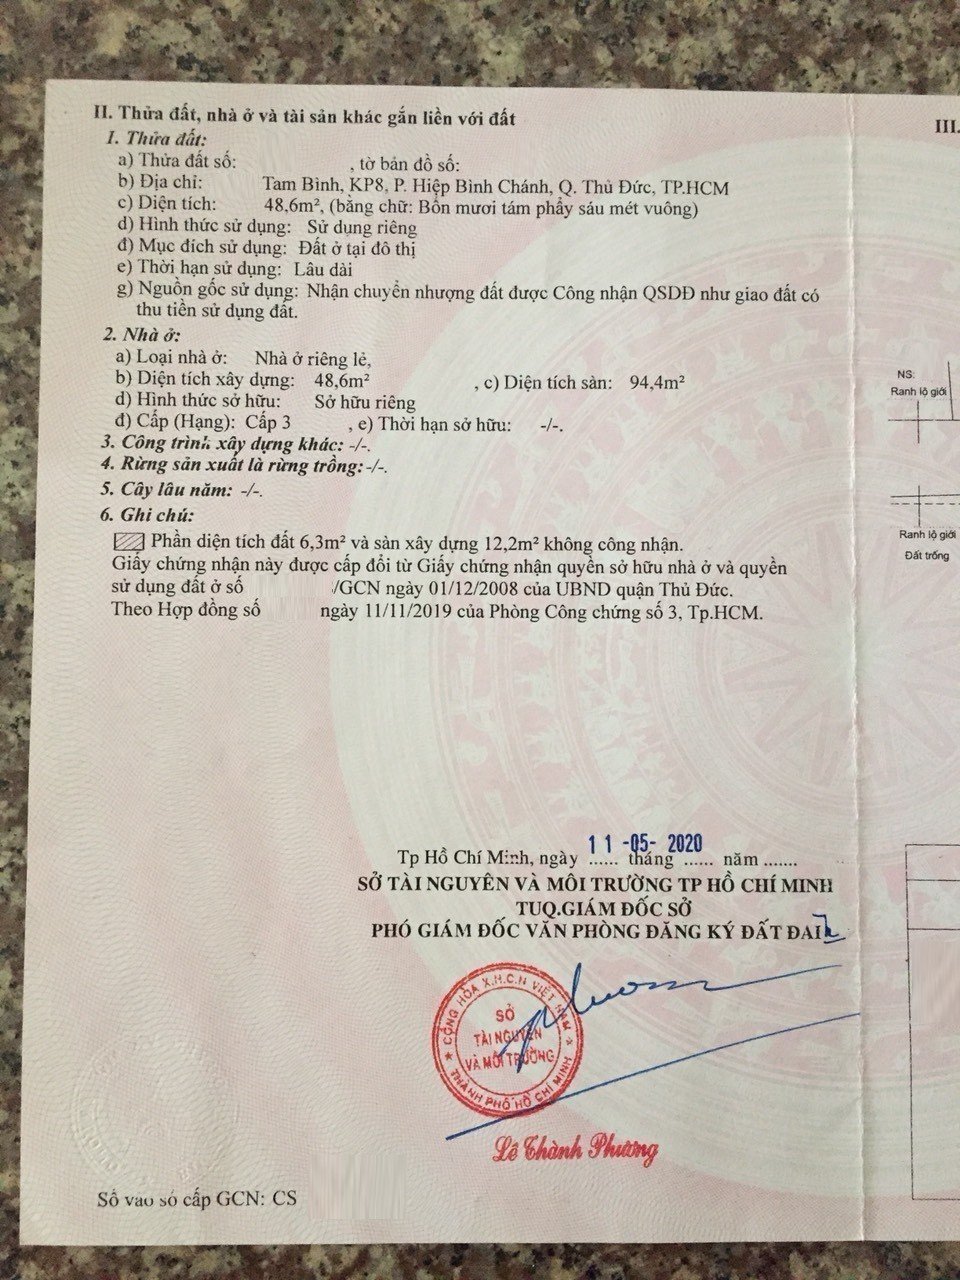 II. Thửa đất, nhà ở và tài sản khác gắn liền với đất
1. Thửa đất:
a) Thửa đất số: , tờ bản đồ số:
b) Địa chỉ: Tam Bình, KP8, P. Hiệp Bình Chánh, Q. Thủ Đức, TP.HCM
c) Diện tích: 48,6m², (bằng chữ: Bốn mươi tám phẩy sáu mét vuông)
d) Hình thức sử dụng: Sử dụng riêng
đ) Mục đích sử dụng: Đất ở tại đô thị
e) Thời hạn sử dụng: Lâu dài
g) Nguồn gốc sử dụng: Nhận chuyển nhượng đất được Công nhận QSDĐ như giao đất có
thu tiền sử dụng đất.
2. Nhà ở:
a) Loại nhà ở: Nhà ở riêng lẻ,
b) Diện tích xây dựng: 48,6m² , c) Diện tích sàn: 94,4m²
d) Hình thức sở hữu: Sở hữu riêng
đ) Cấp (Hạng): Cấp 3 , e) Thời hạn sở hữu: -/-.
3. Công trình xây dựng khác: -/-.
4. Rừng sản xuất là rừng trồng:-/-.
5. Cây lâu năm: -/-.
6. Ghi chú:
Phần diện tích đất 6,3m² và sàn xây dựng 12,2m² không công nhận.
Giấy chứng nhận này được cấp đổi từ Giấy chứng nhận quyền sở hữu nhà ở và quyền
sử dụng đất ở số /GCN ngày 01/12/2008 của UBND quận Thủ Đức.
Theo Hợp đồng số ngày 11/11/2019 của Phòng Công chứng số 3, Tp.HCM.
Tp Hồ Chí Minh, ngày ...... tháng ...... năm .......
11 -05- 2020
SỞ TÀI NGUYÊN VÀ MÔI TRƯỜNG TP HỒ CHÍ MINH
TUQ.GIÁM ĐỐC SỞ
PHÓ GIÁM ĐỐC VĂN PHÒNG ĐĂNG KÝ ĐẤT ĐAI
CỘNG HÒA X.H.C.N VIỆT NAM
SỞ
TÀI NGUYÊN
VÀ MÔI TRƯỜNG
THÀNH PHỐ HỒ CHÍ MINH
Lê Thành Phương
Số vào sổ cấp GCN: CS
III.
NS:
Ranh lộ giới
Ranh lộ giới
Đất trống